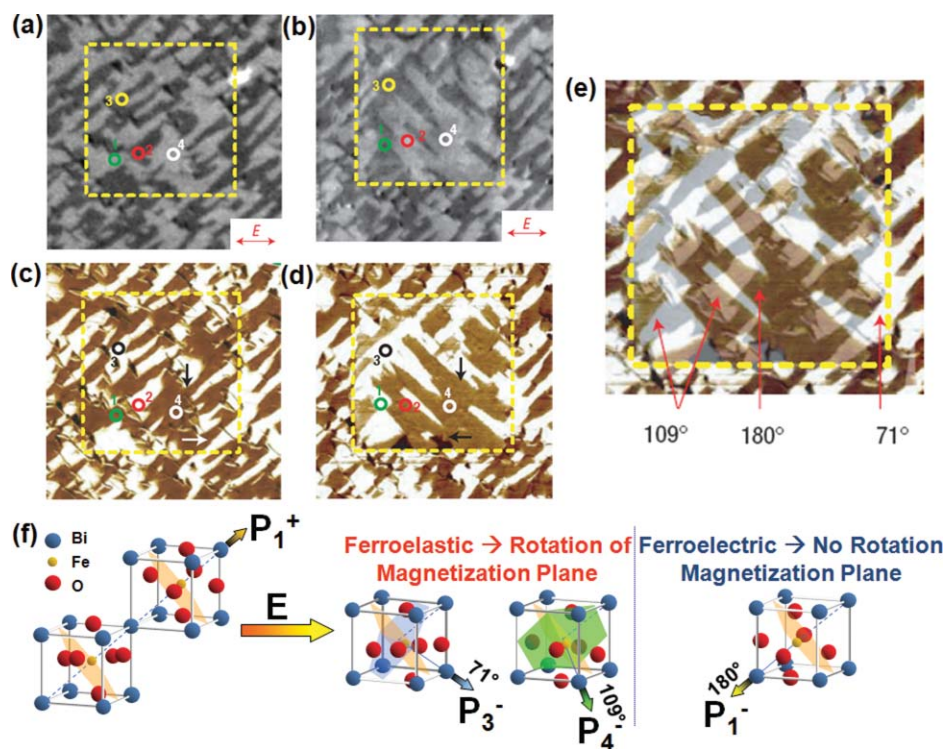 (a)
(b)
3
1
2
4
E
3
1
2
4
E
(e)
(c)
(d)
3
1
2
4
3
1
2
4
109° 180° 71°
(f)
Bi
Fe
O
P₁⁺
E
Ferroelastic → Rotation of
Magnetization Plane
71°
P₃⁻
109°
P₄⁻
Ferroelectric → No Rotation
Magnetization Plane
180°
P₁⁻